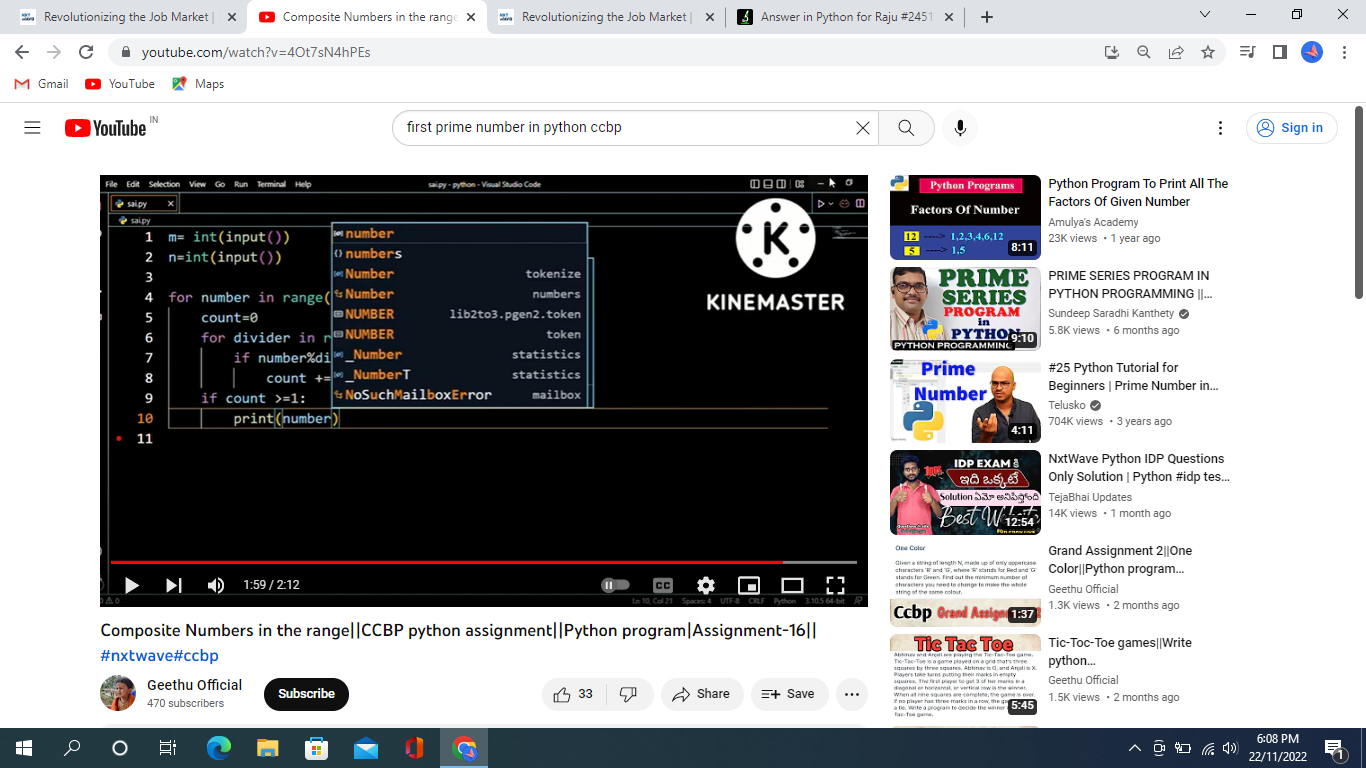 Revolutionizing the Job Market |
Composite Numbers in the range
Revolutionizing the Job Market |
Answer in Python for Raju #2451
youtube.com/watch?v=4Ot7sN4hPEs
Gmail
YouTube
Maps
YouTube IN
first prime number in python ccbp
Sign in
File Edit Selection View Go Run Terminal Help
sai.py - python - Visual Studio Code
sai.py
sai.py
1 m= int(input())
2 n=int(input())
3
4 for number in range(
5 count=0
6 for divider in r
7 if number%di
8 count +=
9 if count >=1:
10 print(number)
11
number
numbers
Number tokenize
Number numbers
NUMBER lib2to3.pgen2.token
NUMBER token
_Number statistics
_NumberT statistics
NoSuchMailboxError mailbox
K
KINEMASTER
1:59 / 2:12
CC
Ln 10, Col 21 Spaces: 4 UTF-8 CRLF Python 3.10.5 64-bit
Composite Numbers in the range||CCBP python assignment||Python program|Assignment-16||
#nxtwave#ccbp
Geethu Official
470 subscribers
Subscribe
33
Share
Save
Python Programs
Factors Of Number
12 ---> 1,2,3,4,6,12
5 ---> 1,5
8:11
Python Program To Print All The
Factors Of Given Number
Amulya's Academy
23K views • 1 year ago
PRIME
SERIES
PROGRAM
in
PYTHON
PYTHON PROGRAMMING
9:10
PRIME SERIES PROGRAM IN
PYTHON PROGRAMMING ||...
Sundeep Saradhi Kanthety
5.8K views • 6 months ago
Prime
Number
4:11
#25 Python Tutorial for
Beginners | Prime Number in...
Telusko
704K views • 3 years ago
IDP EXAM కి
ఇది ఒక్కటే
Solution ఏమో అనిపిస్తోంది
12:54
NxtWave Python IDP Questions
Only Solution | Python #idp tes...
TejaBhai Updates
14K views • 1 month ago
One Color
Given a string of length N, made up of only uppercase
characters 'R' and 'G', where 'R' stands for Red and 'G'
stands for Green. Find out the minimum number of
characters you need to change to make the whole
string of the same colour.
Ccbp Grand Assign
1:37
Grand Assignment 2||One
Color||Python program...
Geethu Official
1.3K views • 2 months ago
Tic Tac Toe
Abhinav and Anjali are playing the Tic-Tac-Toe game.
Tic-Tac-Toe is a game played on a grid that's three
squares by three squares. Abhinav is O, and Anjali is X.
Players take turns putting their marks in empty
squares. The first player to get 3 of her marks in a
diagonal or horizontal, or vertical row is the winner.
When all nine squares are complete, the game is over.
If no player has three marks in a row, the ga
a tie. Write a program to decide the winner
Tac-Toe game.
5:45
Tic-Toc-Toe games||Write
python...
Geethu Official
1.5K views • 2 months ago
6:08 PM
22/11/2022
1